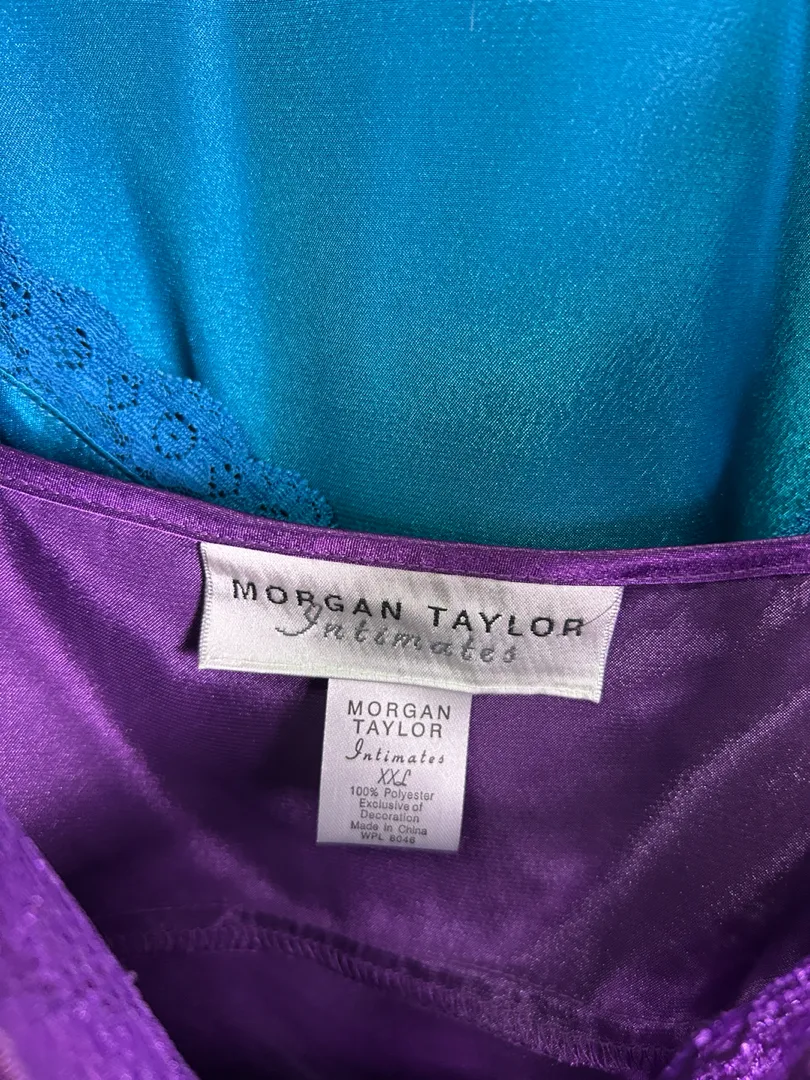 MORGAN TAYLOR
Intimates
MORGAN
TAYLOR
Intimates
XXL
100% Polyester
Exclusive of
Decoration
Made In China
WPL 8046